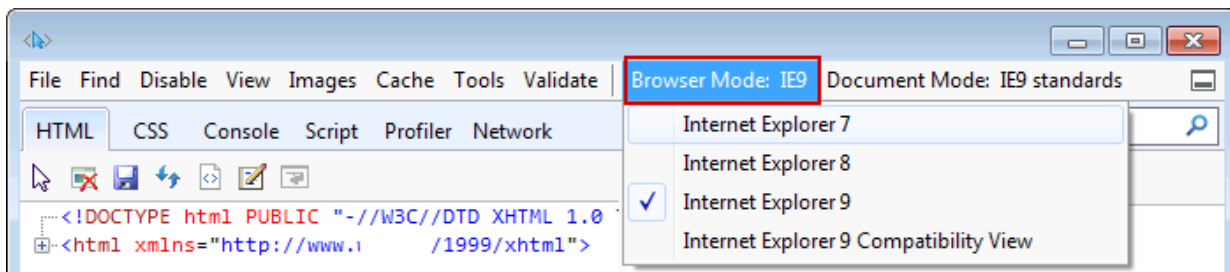 File Find Disable View Images Cache Tools Validate Browser Mode: IE9 Document Mode: IE9 standards
HTML CSS Console Script Profiler Network
Internet Explorer 7
Internet Explorer 8
Internet Explorer 9
Internet Explorer 9 Compatibility View
<!DOCTYPE html PUBLIC "-//W3C//DTD XHTML 1.0
<html xmlns="http://www. /1999/xhtml">